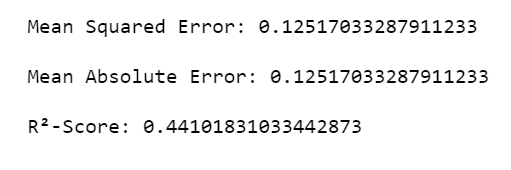 Mean Squared Error: 0.12517033287911233
Mean Absolute Error: 0.12517033287911233
R²-Score: 0.44101831033442873